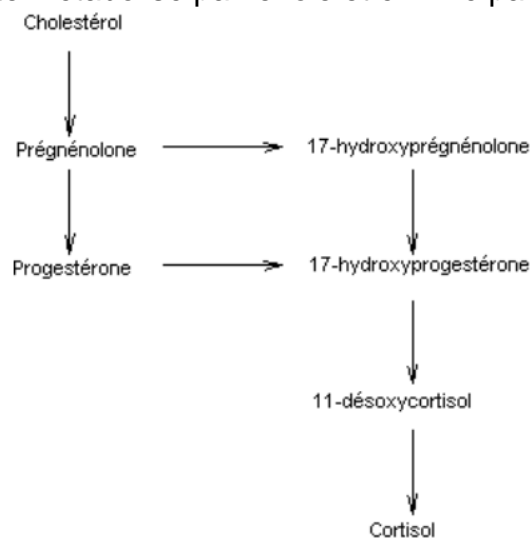 Cholestérol
Prégnénolone 17-hydroxyprégnénolone
Progestérone 17-hydroxyprogestérone
11-désoxycortisol
Cortisol